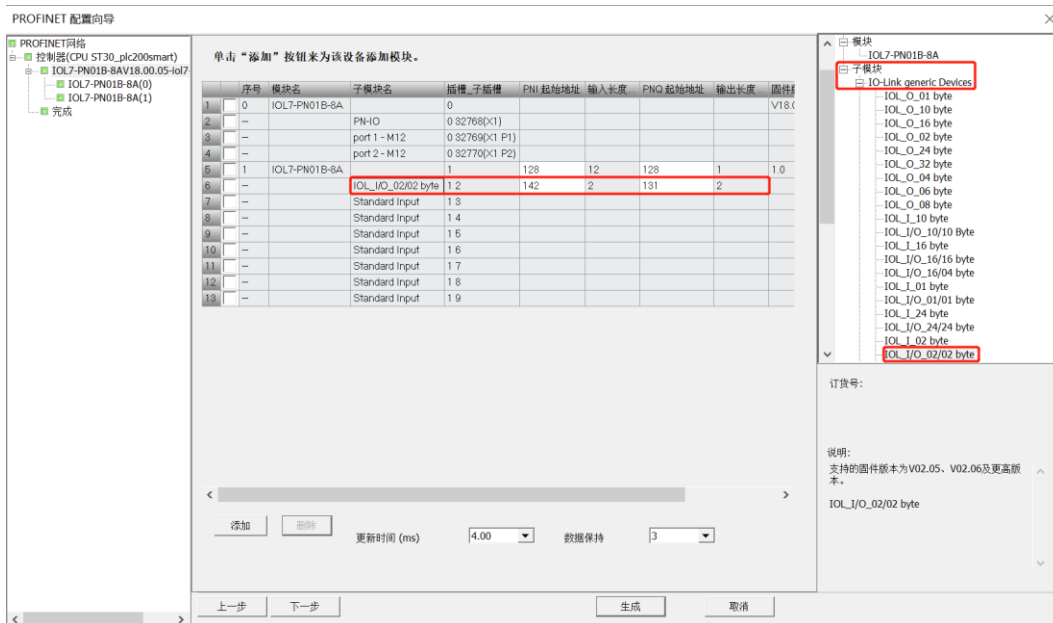 PROFINET 配置向导
PROFINET网络
控制器(CPU ST30_plc200smart)
IOL7-PN01B-8AV18.00.05-iol7
IOL7-PN01B-8A(0)
IOL7-PN01B-8A(1)
完成
单击“添加”按钮来为该设备添加模块。
序号 模块名 子模块名 插槽_子插槽 PNI 起始地址 输入长度... PNQ 起始地址 输出长度... 固件
1 0 IOL7-PN01B-8A 0 V18.0
2 – PN-IO 0 32768(X1)
3 – port 1 - M12 0 32769(X1 P1)
4 – port 2 - M12 0 32770(X1 P2)
5 1 IOL7-PN01B-8A 1 128 12 128 1 1.0
6 – IOL_I/O_02/02 byte 1 2 142 2 131 2
7 – Standard Input 1 3
8 – Standard Input 1 4
9 – Standard Input 1 5
10 – Standard Input 1 6
11 – Standard Input 1 7
12 – Standard Input 1 8
13 – Standard Input 1 9
添加 删除 更新时间 (ms) 4.00 数据保持 3
上一步 下一步 生成 取消
模块
IOL7-PN01B-8A
子模块
IO-Link generic Devices
IOL_O_01 byte
IOL_O_10 byte
IOL_O_16 byte
IOL_O_02 byte
IOL_O_24 byte
IOL_O_32 byte
IOL_O_04 byte
IOL_O_06 byte
IOL_O_08 byte
IOL_I_10 byte
IOL_I/O_10/10 Byte
IOL_I_16 byte
IOL_I/O_16/16 byte
IOL_I/O_16/04 byte
IOL_I_01 byte
IOL_I/O_01/01 byte
IOL_I_24 byte
IOL_I/O_24/24 byte
IOL_I_02 byte
IOL_I/O_02/02 byte
订货号:
说明:
支持的固件版本为V02.05、V02.06及更高版
本。
IOL_I/O_02/02 byte